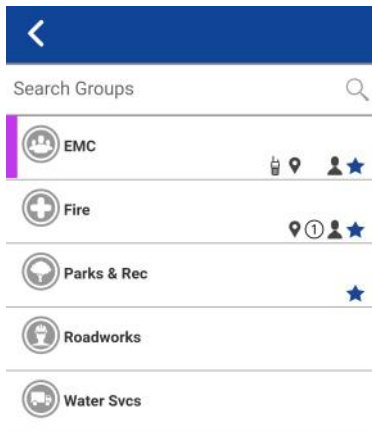 Search Groups
EMC
Fire
1
Parks & Rec
Roadworks
Water Svcs